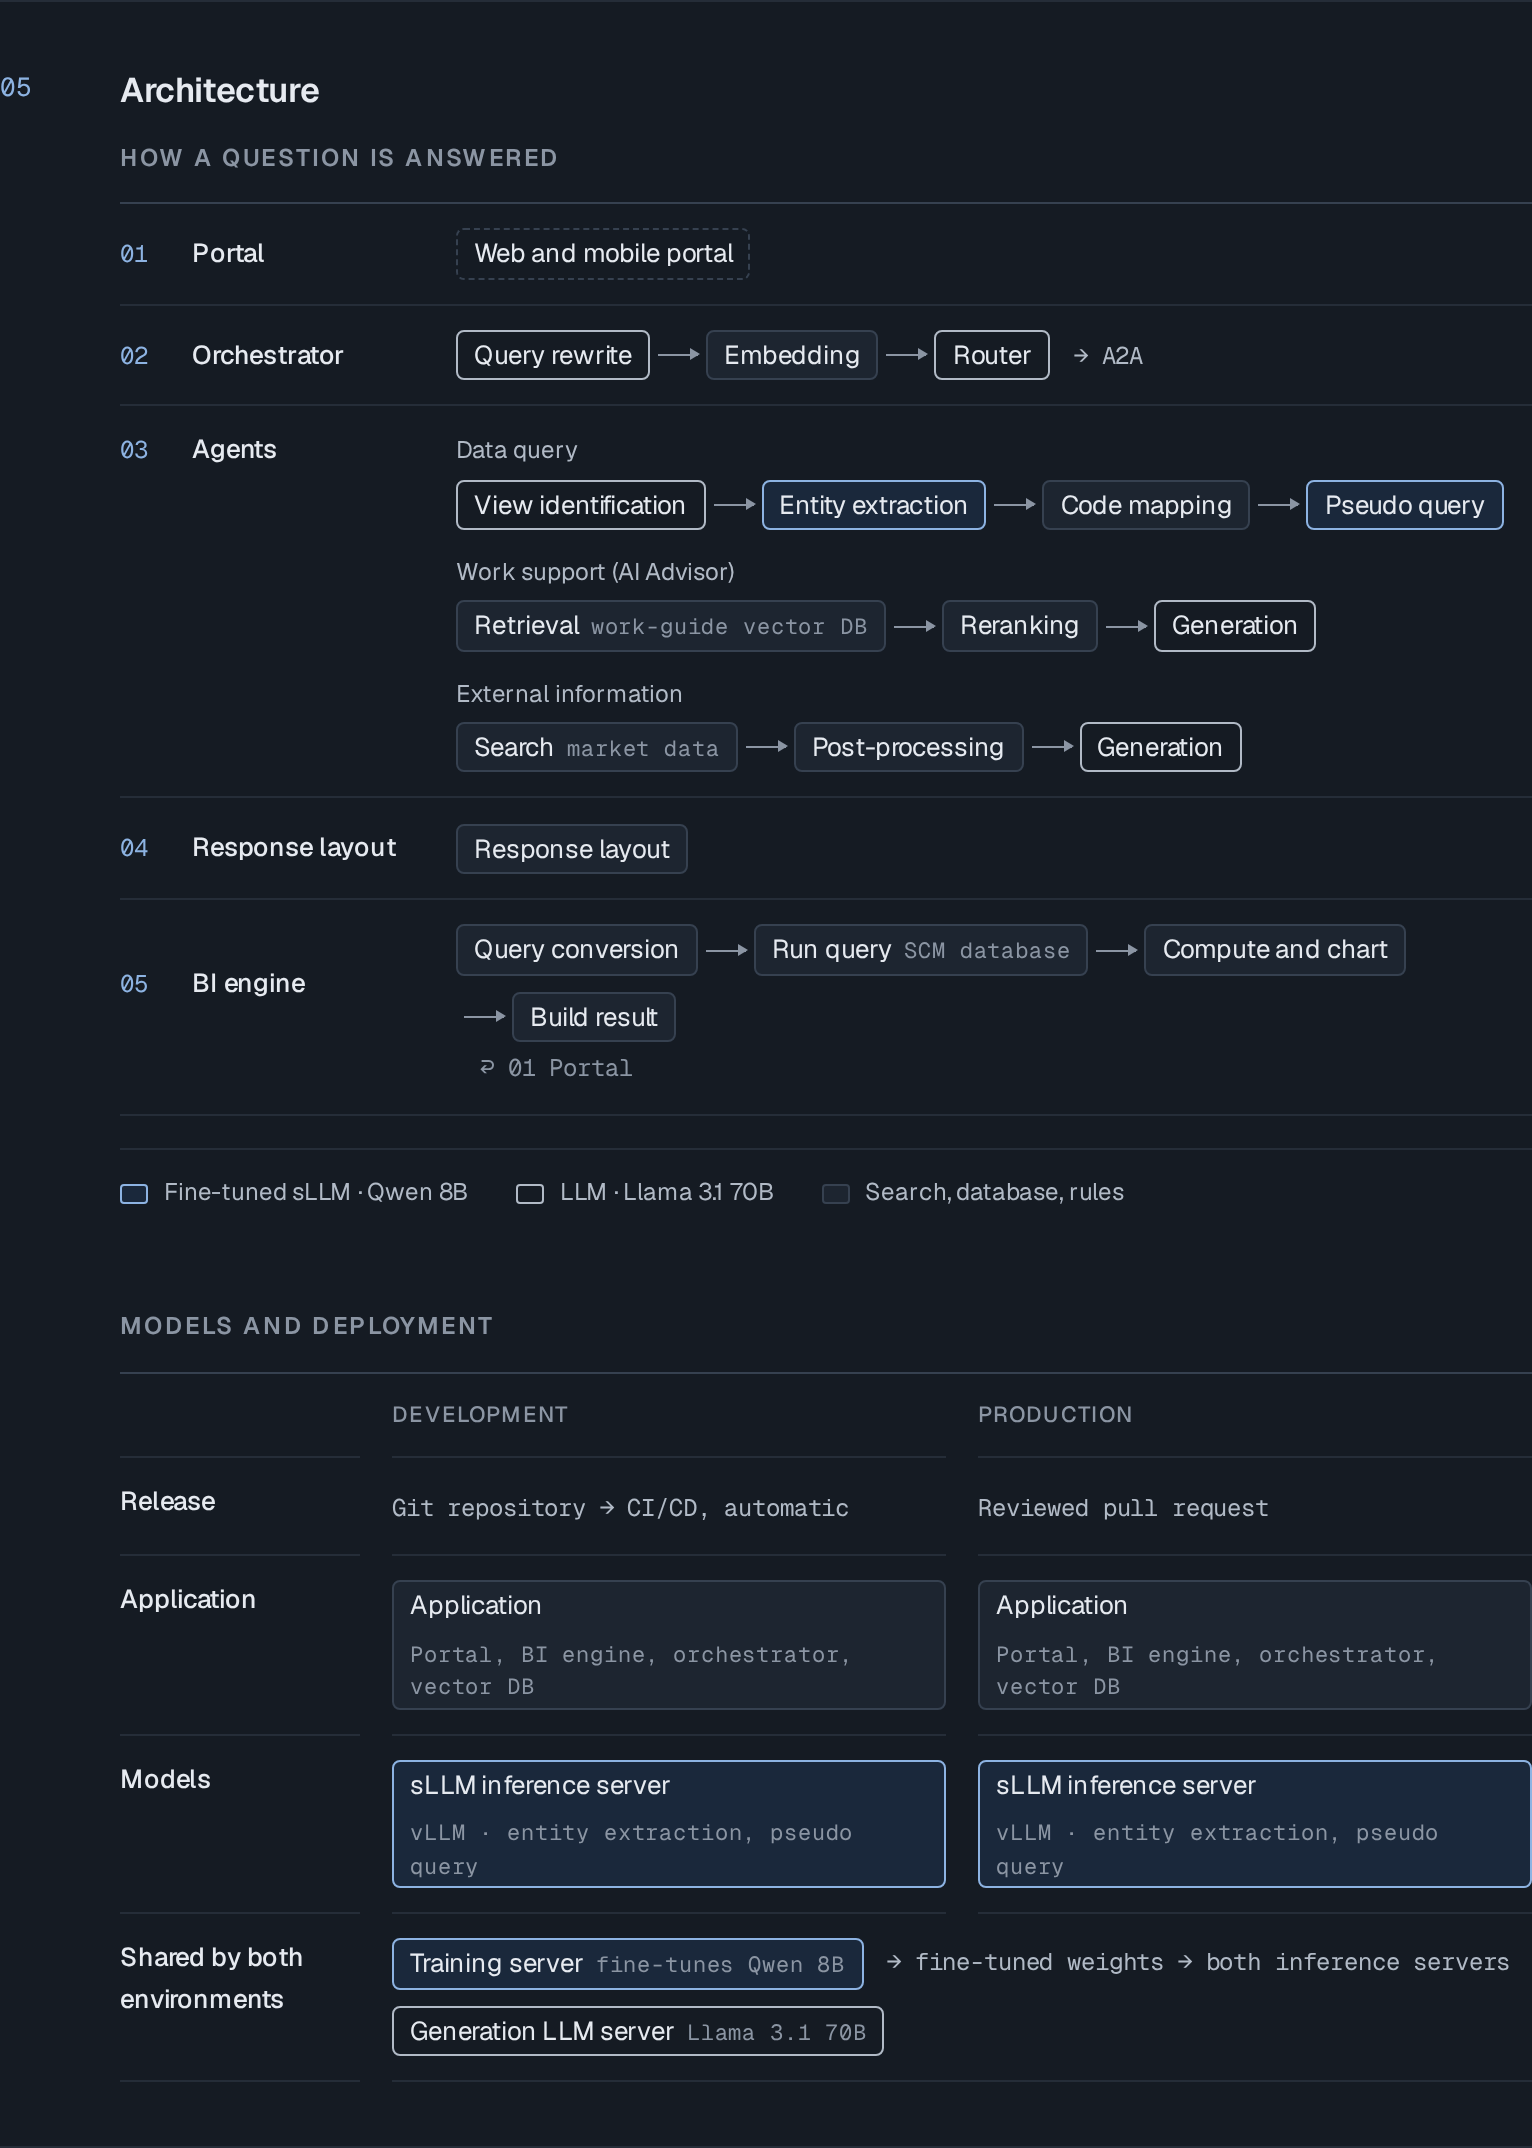 05 Architecture
HOW A QUESTION IS ANSWERED
01 Portal Web and mobile portal
02 Orchestrator Query rewrite → Embedding → Router → A2A
03 Agents Data query
View identification → Entity extraction → Code mapping → Pseudo query
Work support (AI Advisor)
Retrieval work-guide vector DB → Reranking → Generation
External information
Search market data → Post-processing → Generation
04 Response layout Response layout
Query conversion → Run query SCM database → Compute and chart
05 BI engine
→ Build result
⮐ 01 Portal
Fine-tuned sLLM · Qwen 8B LLM · Llama 3.1 70B Search, database, rules
MODELS AND DEPLOYMENT
DEVELOPMENT PRODUCTION
Release Git repository → CI/CD, automatic Reviewed pull request
Application Application Application
Portal, BI engine, orchestrator, Portal, BI engine, orchestrator,
vector DB vector DB
Models sLLM inference server sLLM inference server
vLLM · entity extraction, pseudo vLLM · entity extraction, pseudo
query query
Shared by both Training server fine-tunes Qwen 8B → fine-tuned weights → both inference servers
environments
Generation LLM server Llama 3.1 70B